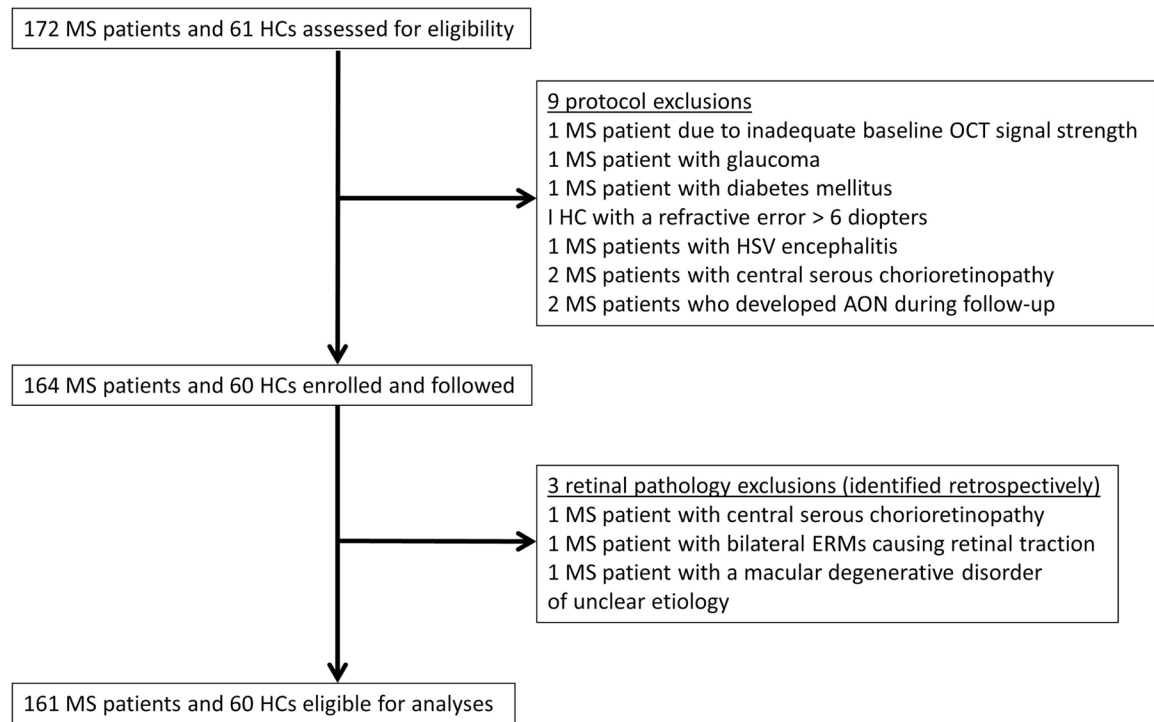 172 MS patients and 61 HCs assessed for eligibility
9 protocol exclusions
1 MS patient due to inadequate baseline OCT signal strength
1 MS patient with glaucoma
1 MS patient with diabetes mellitus
I HC with a refractive error > 6 diopters
1 MS patients with HSV encephalitis
2 MS patients with central serous chorioretinopathy
2 MS patients who developed AON during follow-up
164 MS patients and 60 HCs enrolled and followed
3 retinal pathology exclusions (identified retrospectively)
1 MS patient with central serous chorioretinopathy
1 MS patient with bilateral ERMs causing retinal traction
1 MS patient with a macular degenerative disorder
of unclear etiology
161 MS patients and 60 HCs eligible for analyses